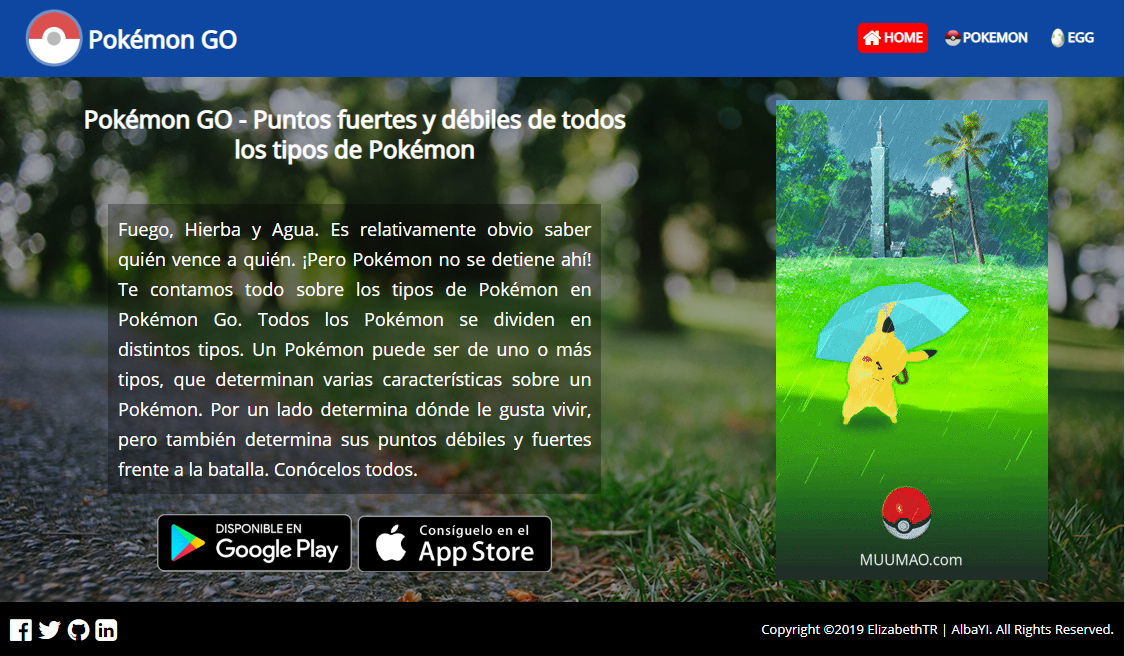 Pokémon GO
HOME
POKEMON
EGG
Pokémon GO - Puntos fuertes y débiles de todos
los tipos de Pokémon
Fuego, Hierba y Agua. Es relativamente obvio saber
quién vence a quién. ¡Pero Pokémon no se detiene ahí!
Te contamos todo sobre los tipos de Pokémon en
Pokémon Go. Todos los Pokémon se dividen en
distintos tipos. Un Pokémon puede ser de uno o más
tipos, que determinan varias características sobre un
Pokémon. Por un lado determina dónde le gusta vivir,
pero también determina sus puntos débiles y fuertes
frente a la batalla. Conócelos todos.
DISPONIBLE EN
Google Play
Consíguelo en el
App Store
MUUMAO.com
Copyright ©2019 ElizabethTR | AlbaYI. All Rights Reserved.